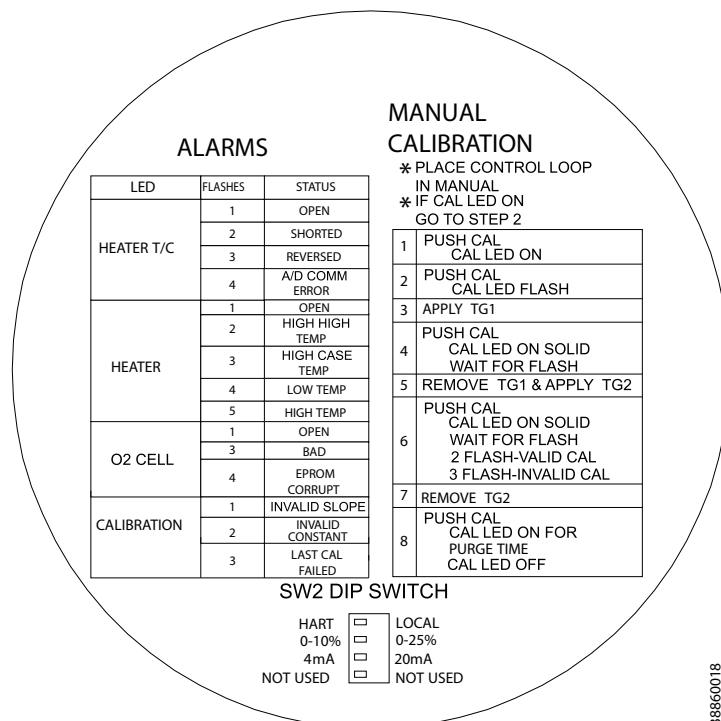 ALARMS
LED FLASHES STATUS
HEATER T/C
1 OPEN
2 SHORTED
3 REVERSED
4 A/D COMM
ERROR
HEATER
1 OPEN
2 HIGH HIGH
TEMP
3 HIGH CASE
TEMP
4 LOW TEMP
5 HIGH TEMP
O2 CELL
1 OPEN
3 BAD
4 EPROM
CORRUPT
CALIBRATION
1 INVALID SLOPE
2 INVALID
CONSTANT
3 LAST CAL
FAILED
MANUAL
CALIBRATION
* PLACE CONTROL LOOP
IN MANUAL
* IF CAL LED ON
GO TO STEP 2
1 PUSH CAL
CAL LED ON
2 PUSH CAL
CAL LED FLASH
3 APPLY TG1
4 PUSH CAL
CAL LED ON SOLID
WAIT FOR FLASH
5 REMOVE TG1 & APPLY TG2
6 PUSH CAL
CAL LED ON SOLID
WAIT FOR FLASH
2 FLASH-VALID CAL
3 FLASH-INVALID CAL
7 REMOVE TG2
8 PUSH CAL
CAL LED ON FOR
PURGE TIME
CAL LED OFF
SW2 DIP SWITCH
HART LOCAL
0-10% 0-25%
4mA 20mA
NOT USED NOT USED